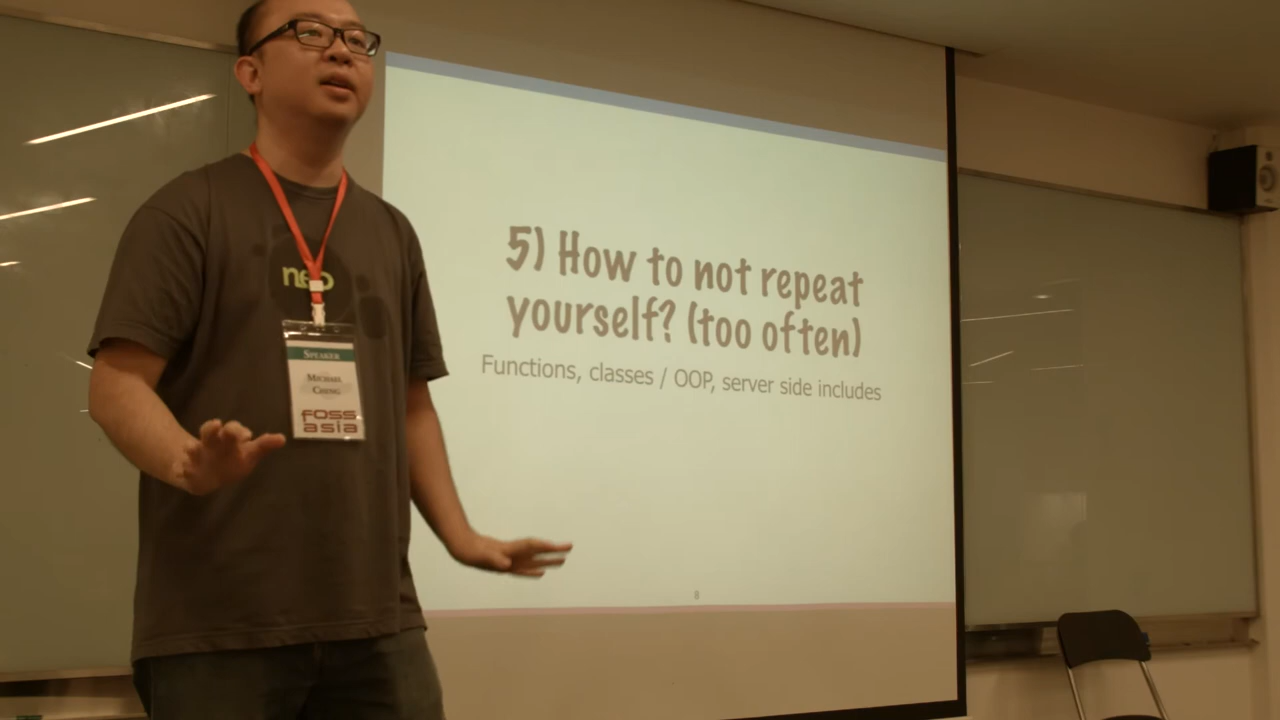 5) How to not repeat
yourself? (too often)
Functions, classes / OOP, server side includes
8
neo
SPEAKER
MICHAEL
CHENG
FOSS
asia